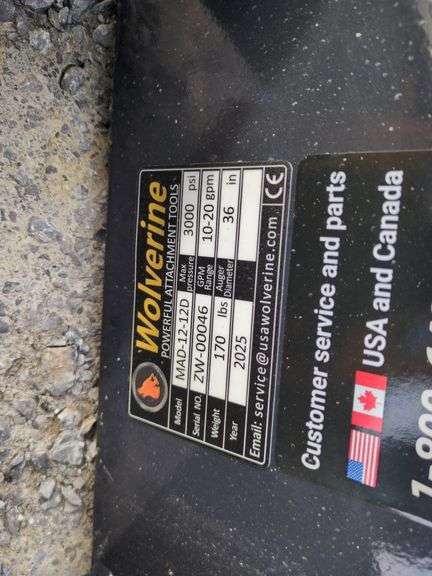 Wolverine
POWERFUL ATTACHMENT TOOLS
Model MAD-12-12D Max pressure 3000 psi
Serial NO. ZW-00046 GPM Range 10-20 gpm
Weight 170 lbs Auger Diameter 36 in
Year 2025
Email: service@usawolverine.com CE
Customer service and parts
USA and Canada